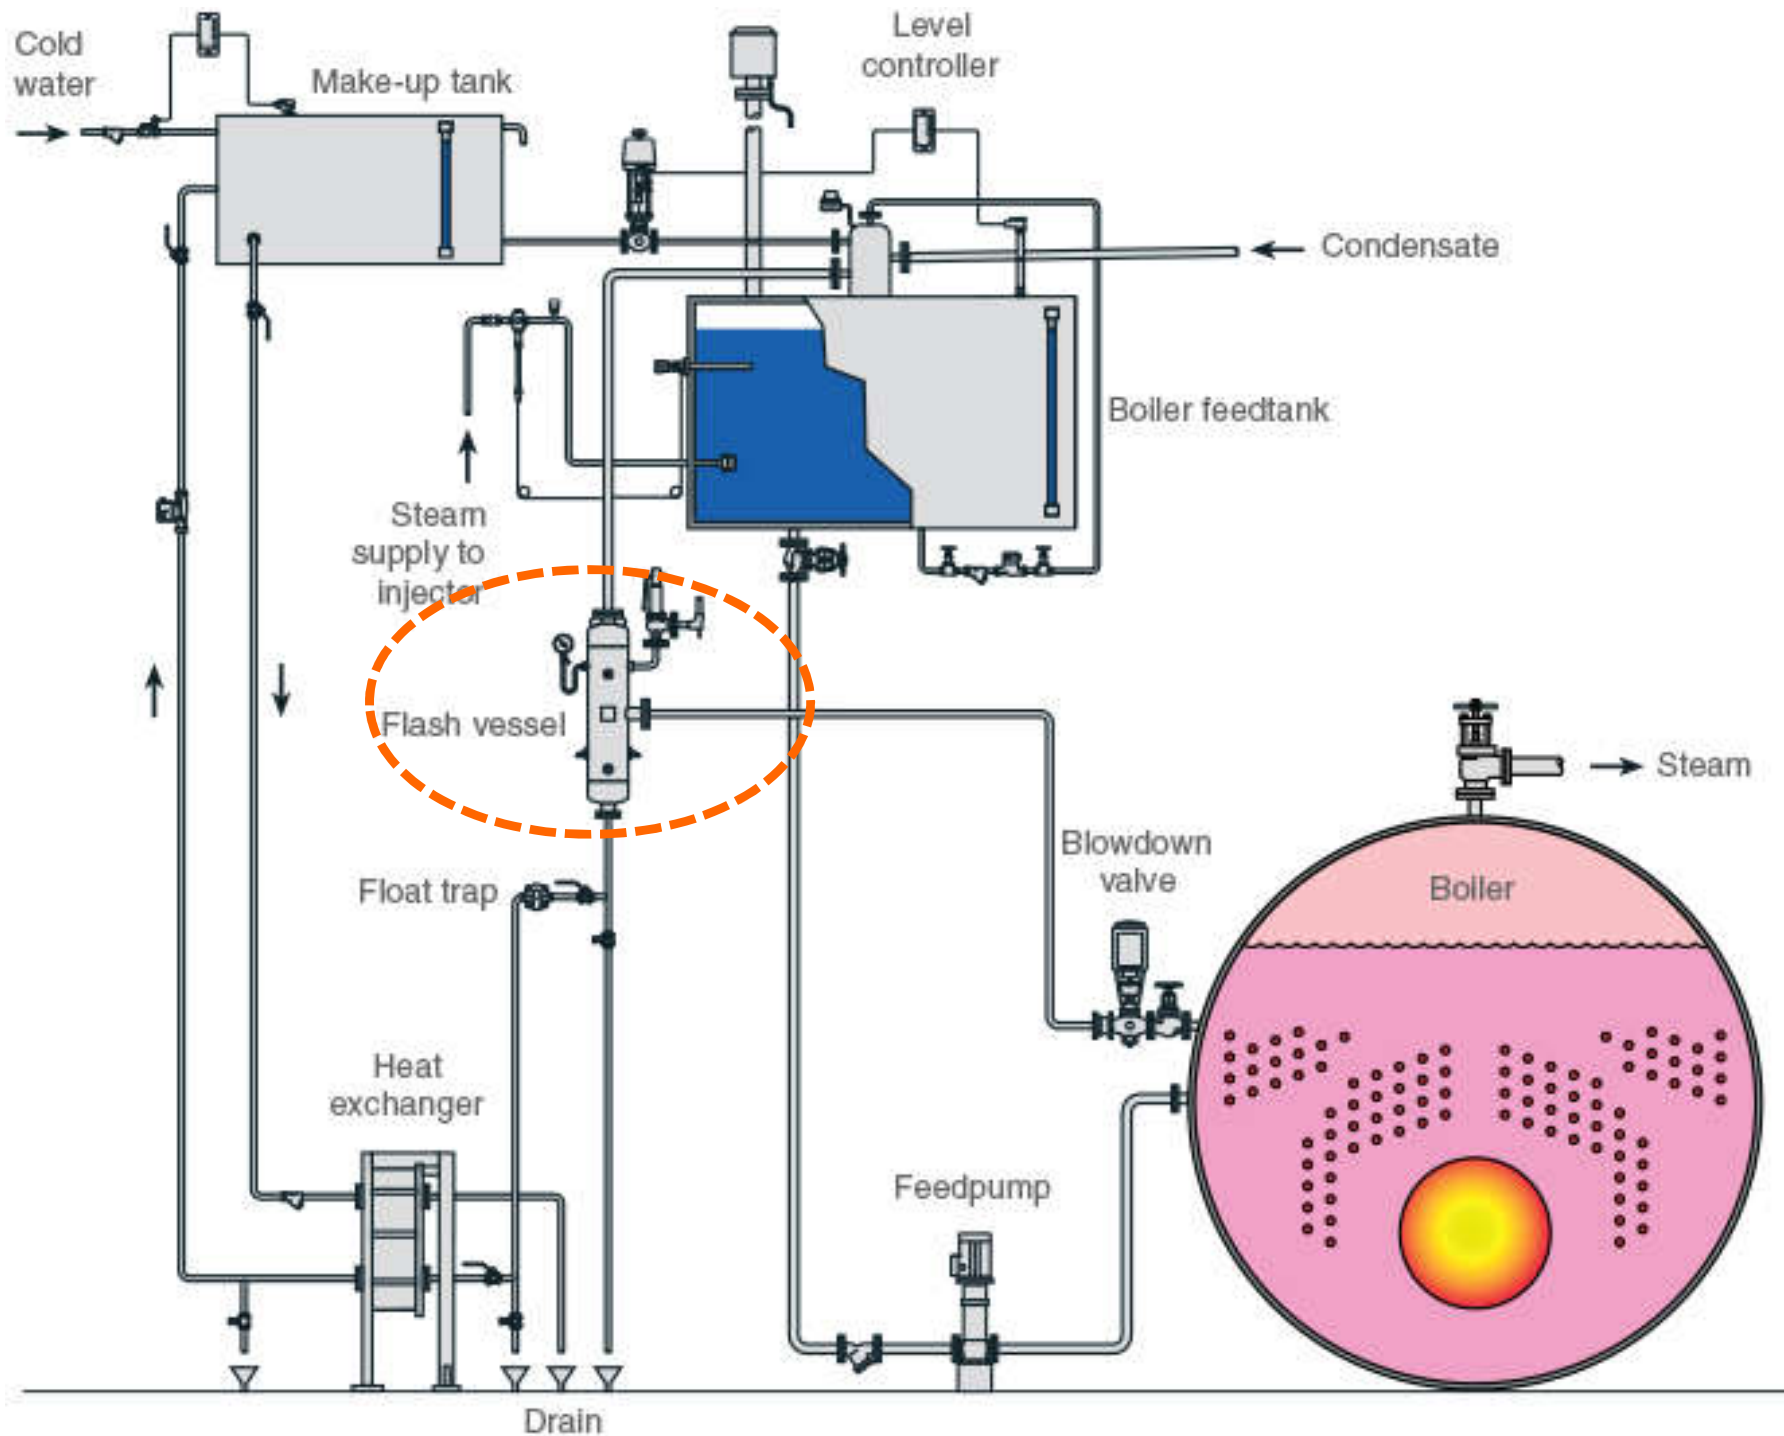 Cold
water
Make-up tank
Level
controller
Condensate
Boiler feedtank
Steam
supply to
injector
Flash vessel
Steam
Blowdown
valve
Boiler
Float trap
Heat
exchanger
Feedpump
Drain